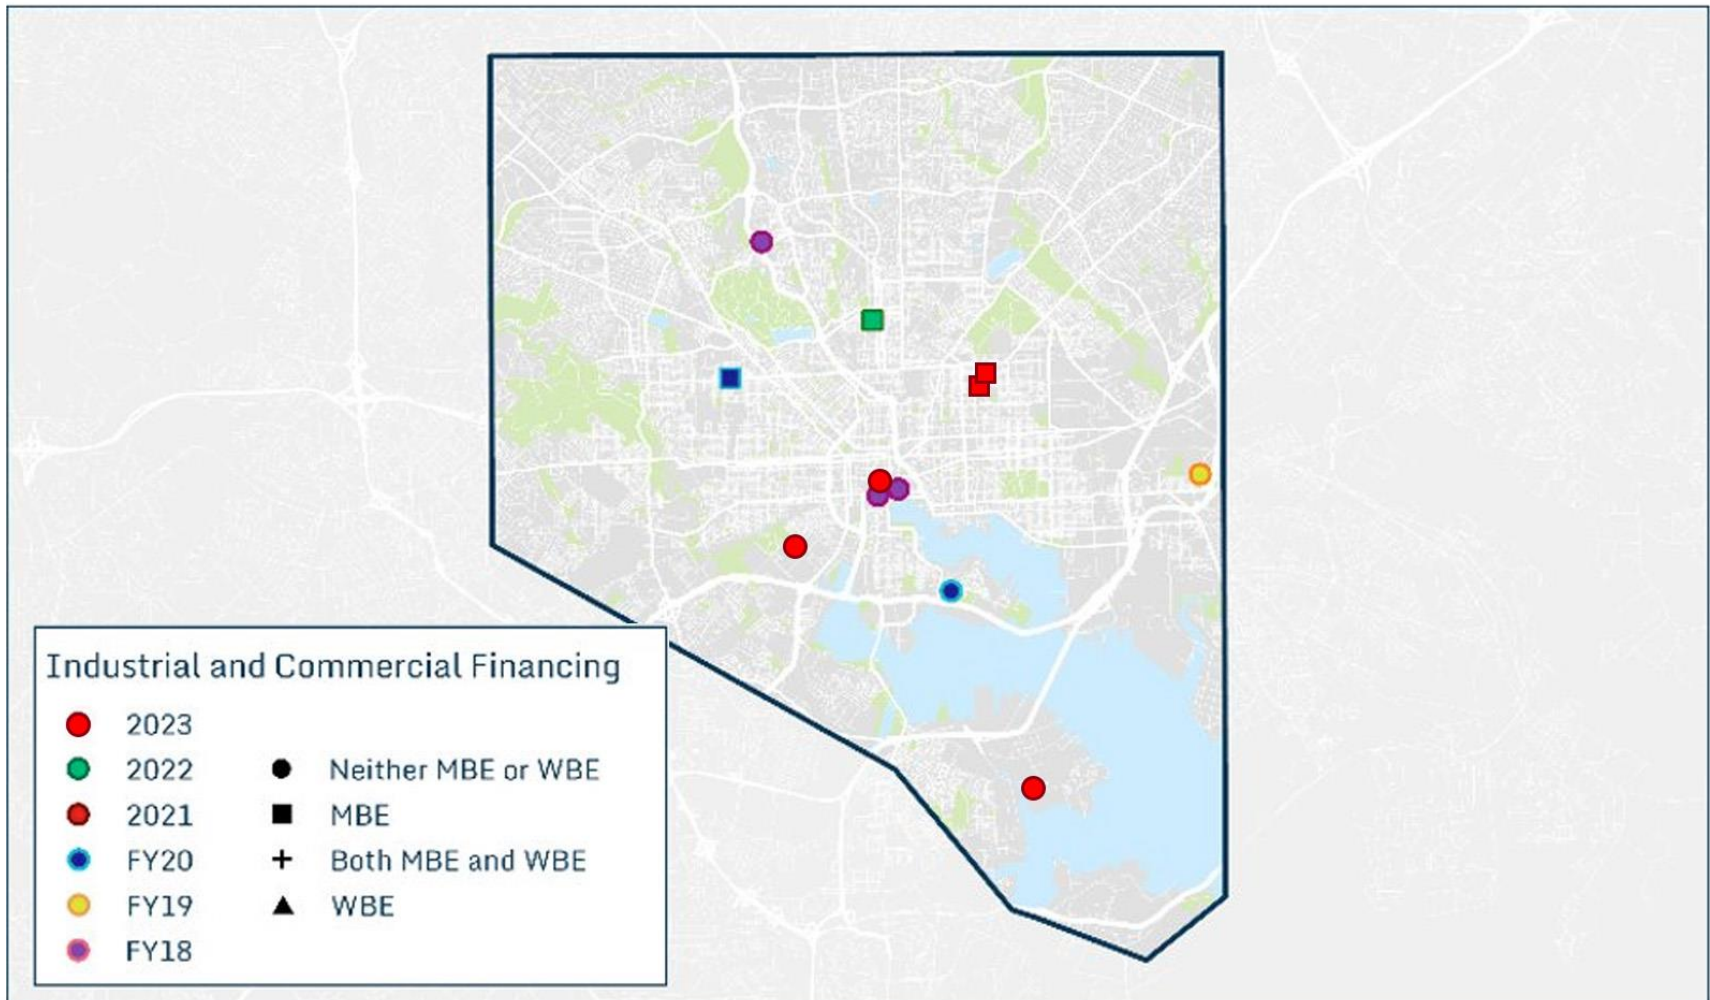 Industrial and Commercial Financing
2023
2022
2021
FY20
FY19
FY18
Neither MBE or WBE
MBE
Both MBE and WBE
WBE